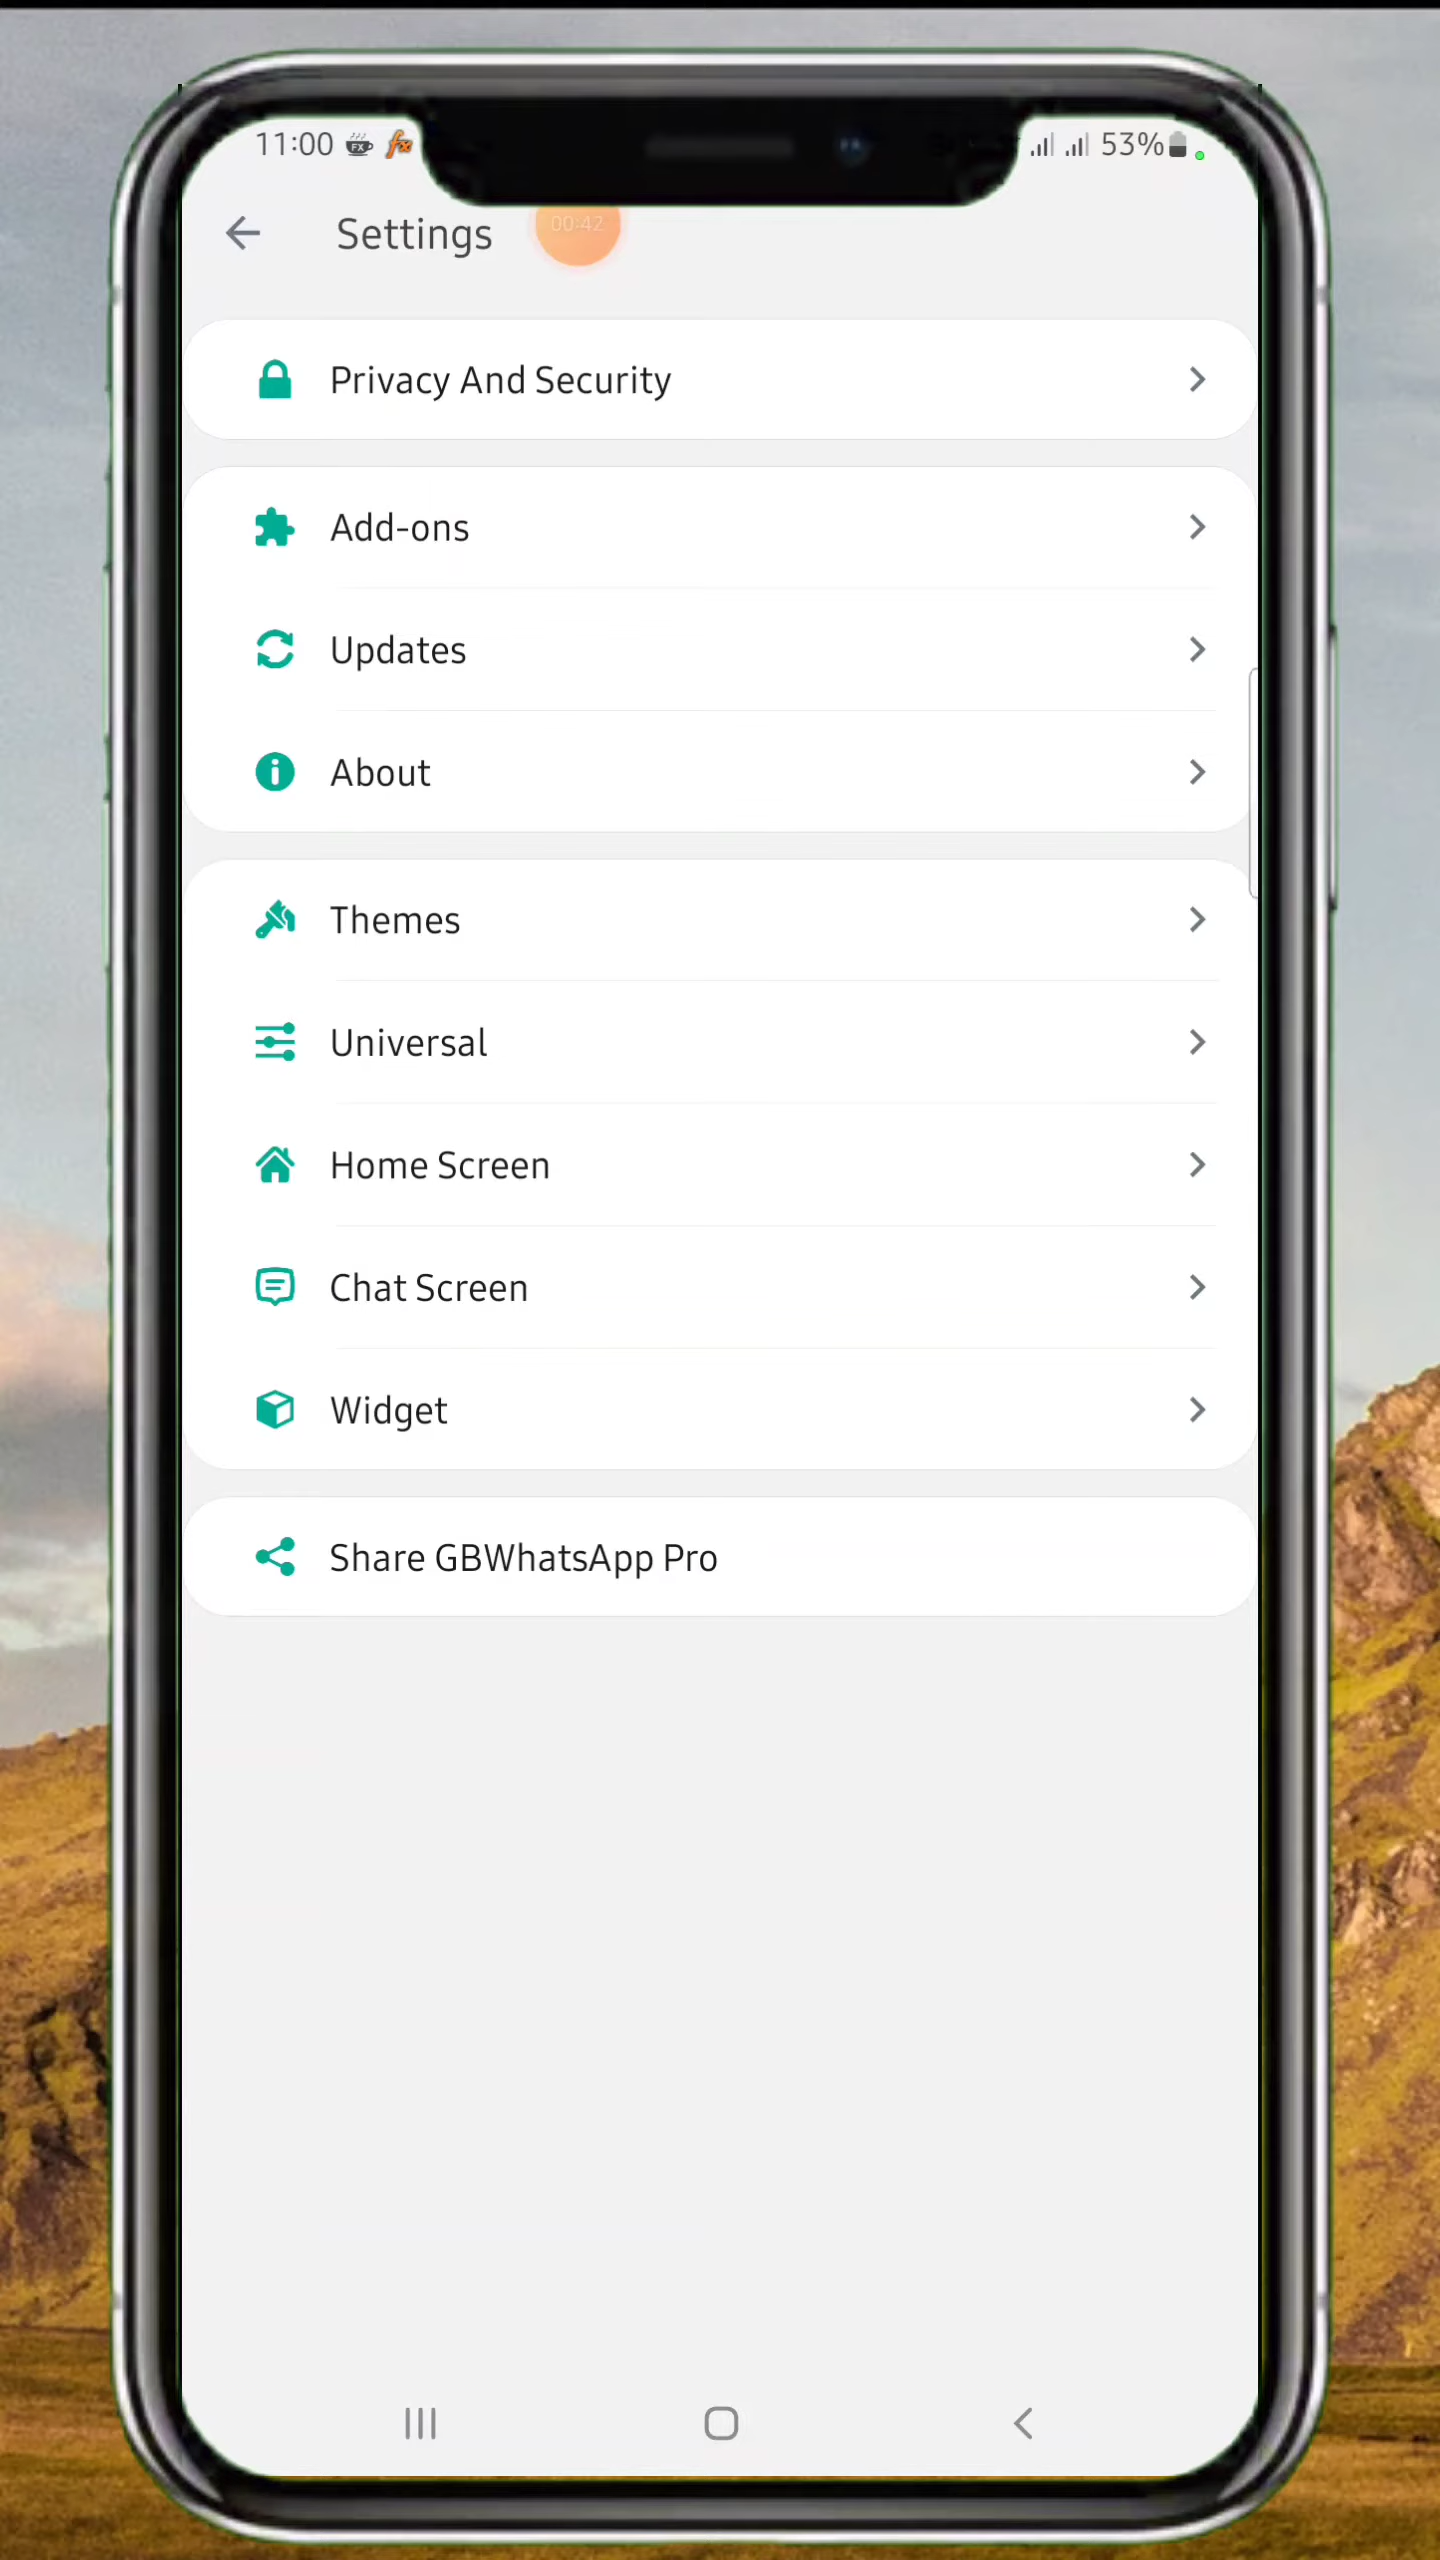 11:00 53%
Settings 00:42
Privacy And Security
Add-ons
Updates
About
Themes
Universal
Home Screen
Chat Screen
Widget
Share GBWhatsApp Pro